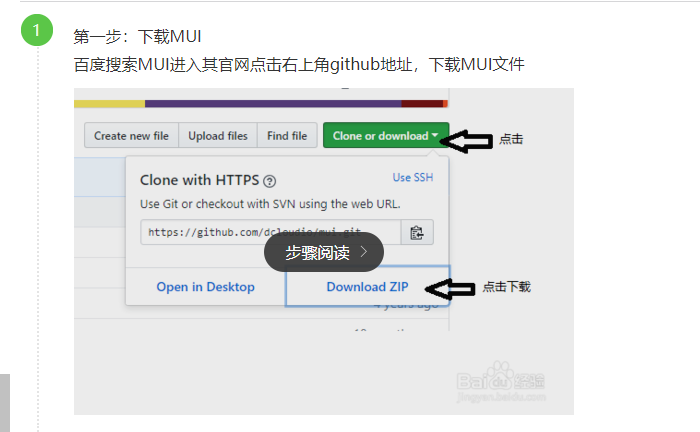 1
第一步：下载MUI
百度搜索MUI进入其官网点击右上角github地址，下载MUI文件
Create new file Upload files Find file Clone or download
点击
Clone with HTTPS ?
Use SSH
Use Git or checkout with SVN using the web URL.
https://github.com/dcloudio/mui.git
步骤阅读 >
Open in Desktop Download ZIP
点击下载
4 years ago
Baidu 经验
jingyan.baidu.com